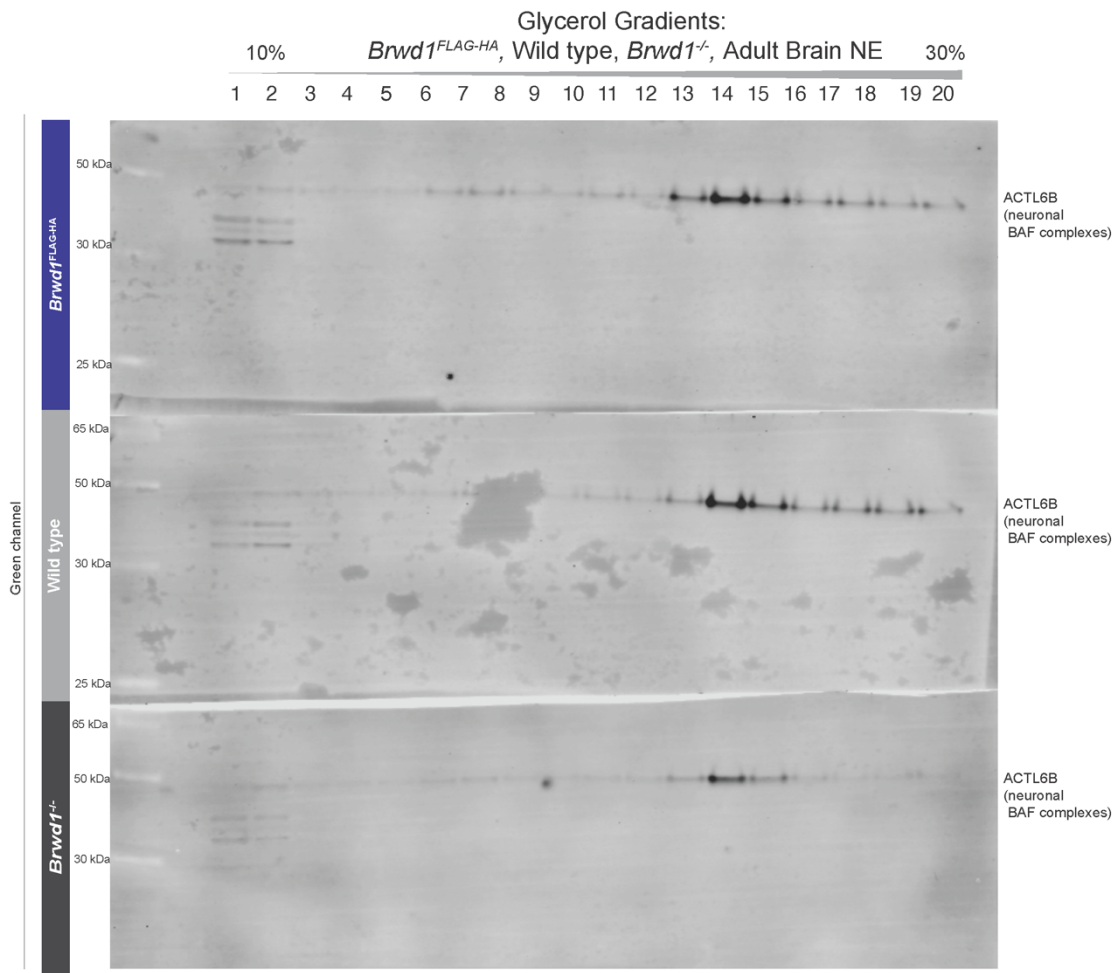 Glycerol Gradients:
10% Brwd1FLAG-HA, Wild type, Brwd1-/-, Adult Brain NE 30%
1 2 3 4 5 6 7 8 9 10 11 12 13 14 15 16 17 18 19 20
Green channel
Brwd1FLAG-HA
50 kDa
30 kDa
25 kDa
ACTL6B
(neuronal
BAF complexes)
Wild type
65 kDa
50 kDa
30 kDa
25 kDa
ACTL6B
(neuronal
BAF complexes)
Brwd1-/-
65 kDa
50 kDa
30 kDa
ACTL6B
(neuronal
BAF complexes)